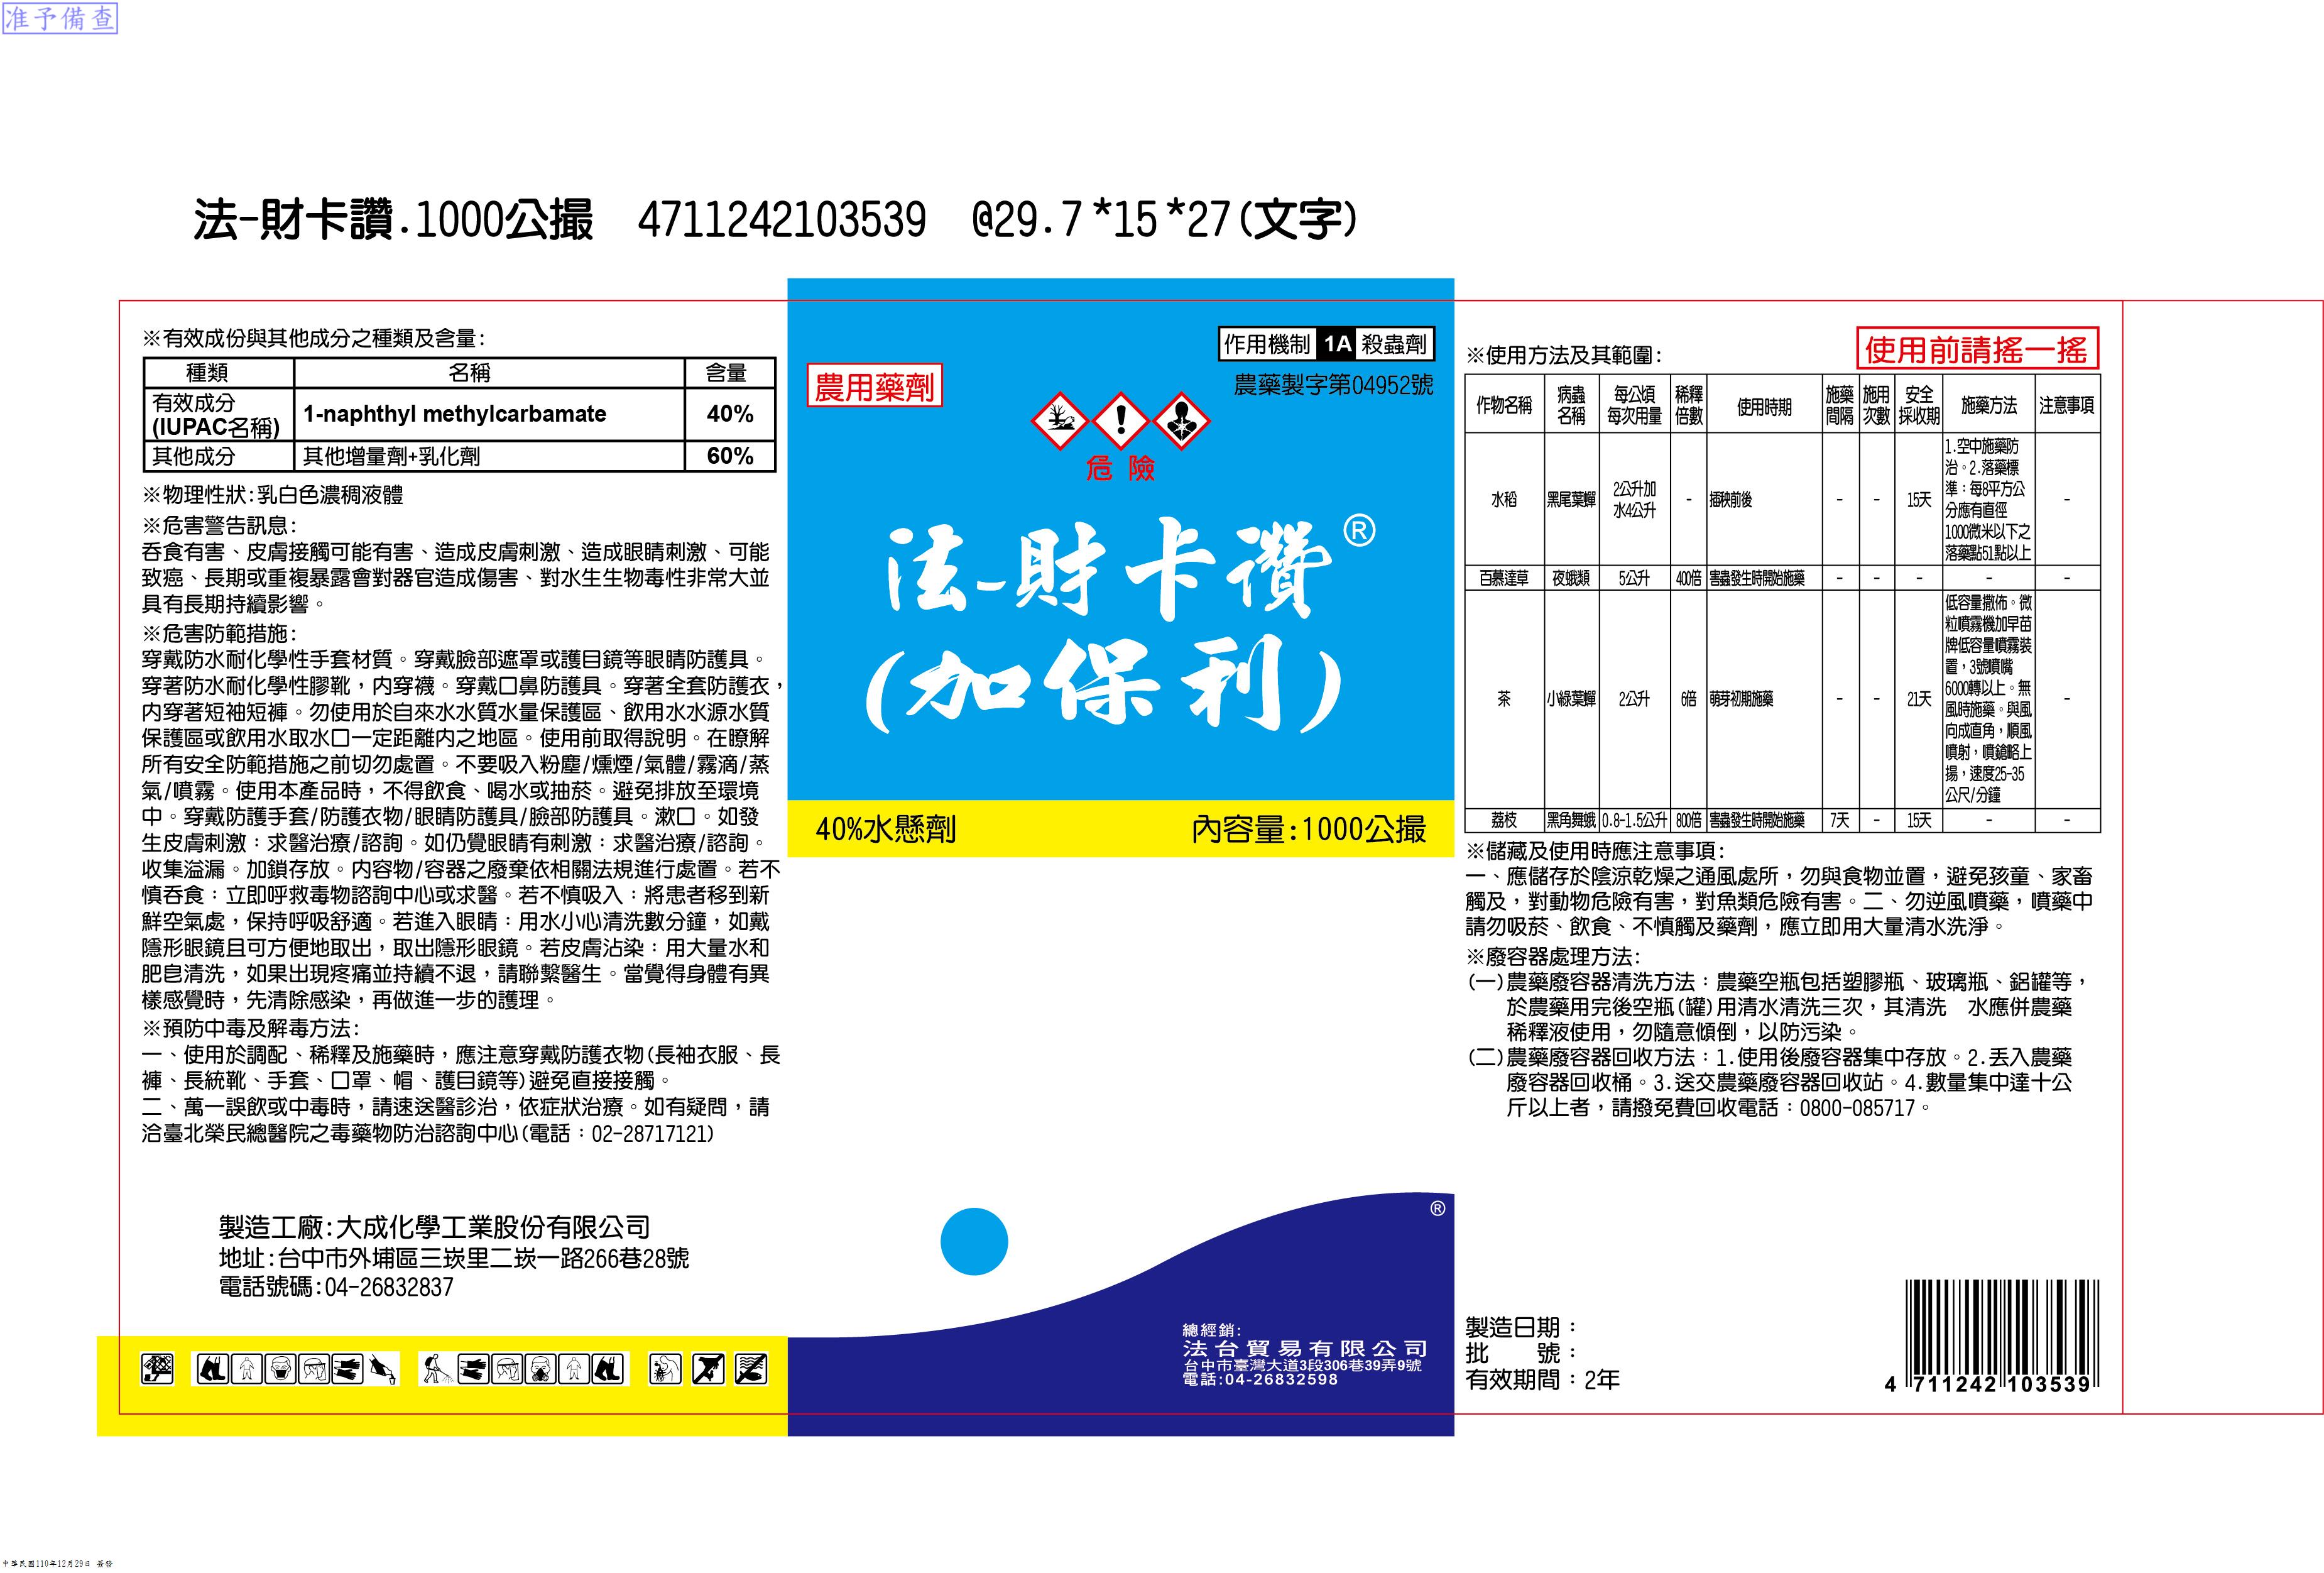 准予備查
法-財卡讚.1000公撮 4711242103539 @29.7*15*27(文字)
※有效成份與其他成分之種類及含量:
種類 名稱 含量
有效成分
(IUPAC名稱) 1-naphthyl methylcarbamate 40%
其他成分 其他增量劑+乳化劑 60%
※物理性狀:乳白色濃稠液體
※危害警告訊息:
吞食有害、皮膚接觸可能有害、造成皮膚刺激、造成眼睛刺激、可能
致癌、長期或重複暴露會對器官造成傷害、對水生生物毒性非常大並
具有長期持續影響。
※危害防範措施:
穿戴防水耐化學性手套材質。穿戴臉部遮罩或護目鏡等眼睛防護具。
穿著防水耐化學性膠靴，內穿襪。穿戴口鼻防護具。穿著全套防護衣，
內穿著短袖短褲。勿使用於自來水水質水量保護區、飲用水水源水質
保護區或飲用水取水口一定距離內之地區。使用前取得說明。在瞭解
所有安全防範措施之前切勿處置。不要吸入粉塵/燻煙/氣體/霧滴/蒸
氣/噴霧。使用本產品時，不得飲食、喝水或抽菸。避免排放至環境
中。穿戴防護手套/防護衣物/眼睛防護具/臉部防護具。漱口。如發
生皮膚刺激：求醫治療/諮詢。如仍覺眼睛有刺激：求醫治療/諮詢。
收集溢漏。加鎖存放。內容物/容器之廢棄依相關法規進行處置。若不
慎吞食：立即呼救毒物諮詢中心或求醫。若不慎吸入：將患者移到新
鮮空氣處，保持呼吸舒適。若進入眼睛：用水小心清洗數分鐘，如戴
隱形眼鏡且可方便地取出，取出隱形眼鏡。若皮膚沾染：用大量水和
肥皂清洗，如果出現疼痛並持續不退，請聯繫醫生。當覺得身體有異
樣感覺時，先清除感染，再做進一步的護理。
※預防中毒及解毒方法:
一、使用於調配、稀釋及施藥時，應注意穿戴防護衣物(長袖衣服、長
褲、長統靴、手套、口罩、帽、護目鏡等)避免直接接觸。
二、萬一誤飲或中毒時，請速送醫診治，依症狀治療。如有疑問，請
洽臺北榮民總醫院之毒藥物防治諮詢中心(電話：02-28717121)
製造工廠:大成化學工業股份有限公司
地址:台中市外埔區三崁里二崁一路266巷28號
電話號碼:04-26832837
作用機制 1A 殺蟲劑
農用藥劑
農藥製字第04952號
危險
法-財卡讚®
(加保利)
40%水懸劑 內容量:1000公撮
®
總經銷:
法台貿易有限公司
台中市臺灣大道3段306巷39弄9號
電話:04-26832598
※使用方法及其範圍:
使用前請搖一搖
作物名稱 病蟲名稱 每公頃每次用量 稀釋倍數 使用時期 施藥間隔 施用次數 安全採收期 施藥方法 注意事項
水稻 黑尾葉蟬 2公升加水4公升 - 插秧前後 - - 15天 1.空中施藥防治。2.落藥標準：每8平方公分應有直徑1000微米以下之落藥點51點以上 -
百慕達草 夜蛾類 5公升 400倍 害蟲發生時開始施藥 - - - - -
茶 小綠葉蟬 2公升 6倍 萌芽初期施藥 - - 21天 低容量撒佈。微粒噴霧機加早苗牌低容量噴霧裝置，3號噴嘴6000轉以上。無風時施藥。與風向成直角，順風噴射，噴鎗略上揚，速度25-35公尺/分鐘 -
荔枝 黑角舞蛾 0.8-1.5公升 800倍 害蟲發生時開始施藥 7天 - 15天 - -
※儲藏及使用時應注意事項:
一、應儲存於陰涼乾燥之通風處所，勿與食物並置，避免孩童、家畜
觸及，對動物危險有害，對魚類危險有害。二、勿逆風噴藥，噴藥中
請勿吸菸、飲食、不慎觸及藥劑，應立即用大量清水洗淨。
※廢容器處理方法:
(一)農藥廢容器清洗方法：農藥空瓶包括塑膠瓶、玻璃瓶、鋁罐等，
於農藥用完後空瓶(罐)用清水清洗三次，其清洗 水應併農藥
稀釋液使用，勿隨意傾倒，以防污染。
(二)農藥廢容器回收方法：1.使用後廢容器集中存放。2.丟入農藥
廢容器回收桶。3.送交農藥廢容器回收站。4.數量集中達十公
斤以上者，請撥免費回收電話：0800-085717。
製造日期：
批 號：
有效期間：2年
4 711242 103539
中華民國110年12月29日 簽發